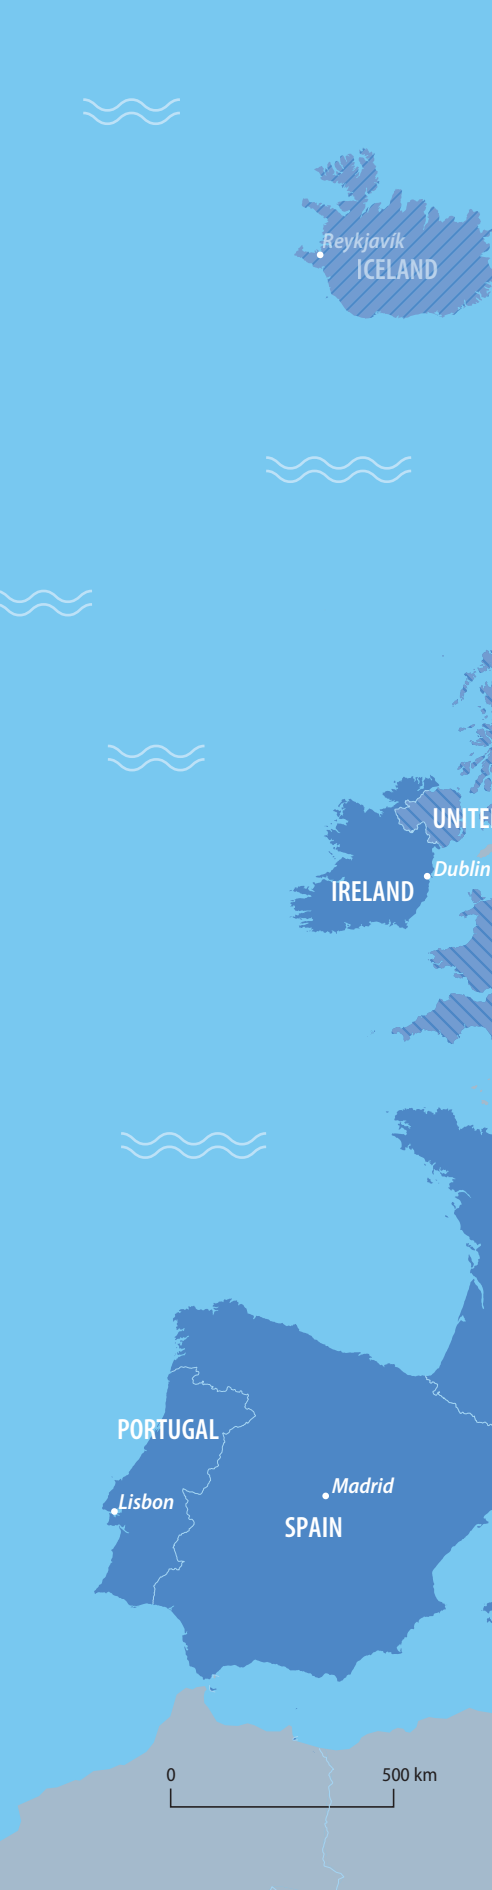 Reykjavík
ICELAND
UNITE
Dublin
IRELAND
PORTUGAL
Madrid
Lisbon
SPAIN
0 500 km